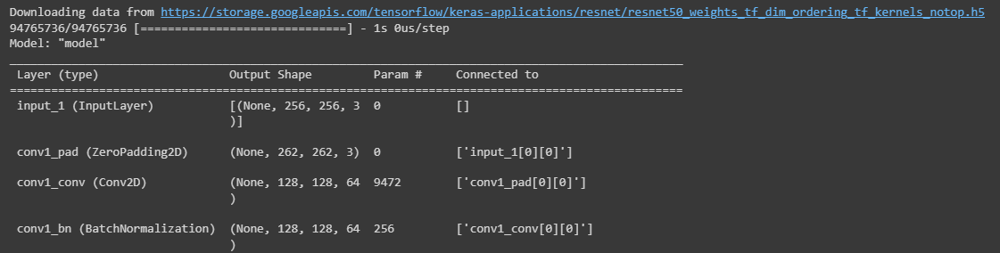 Downloading data from https://storage.googleapis.com/tensorflow/keras-applications/resnet/resnet50_weights_tf_dim_ordering_tf_kernels_notop.h5
94765736/94765736 [==============================] - 1s 0us/step
Model: "model"
__________________________________________________________________________________________________
Layer (type) Output Shape Param # Connected to
==================================================================================================
input_1 (InputLayer) [(None, 256, 256, 3 0 []
)]
conv1_pad (ZeroPadding2D) (None, 262, 262, 3) 0 ['input_1[0][0]']
conv1_conv (Conv2D) (None, 128, 128, 64 9472 ['conv1_pad[0][0]']
)
conv1_bn (BatchNormalization) (None, 128, 128, 64 256 ['conv1_conv[0][0]']
)